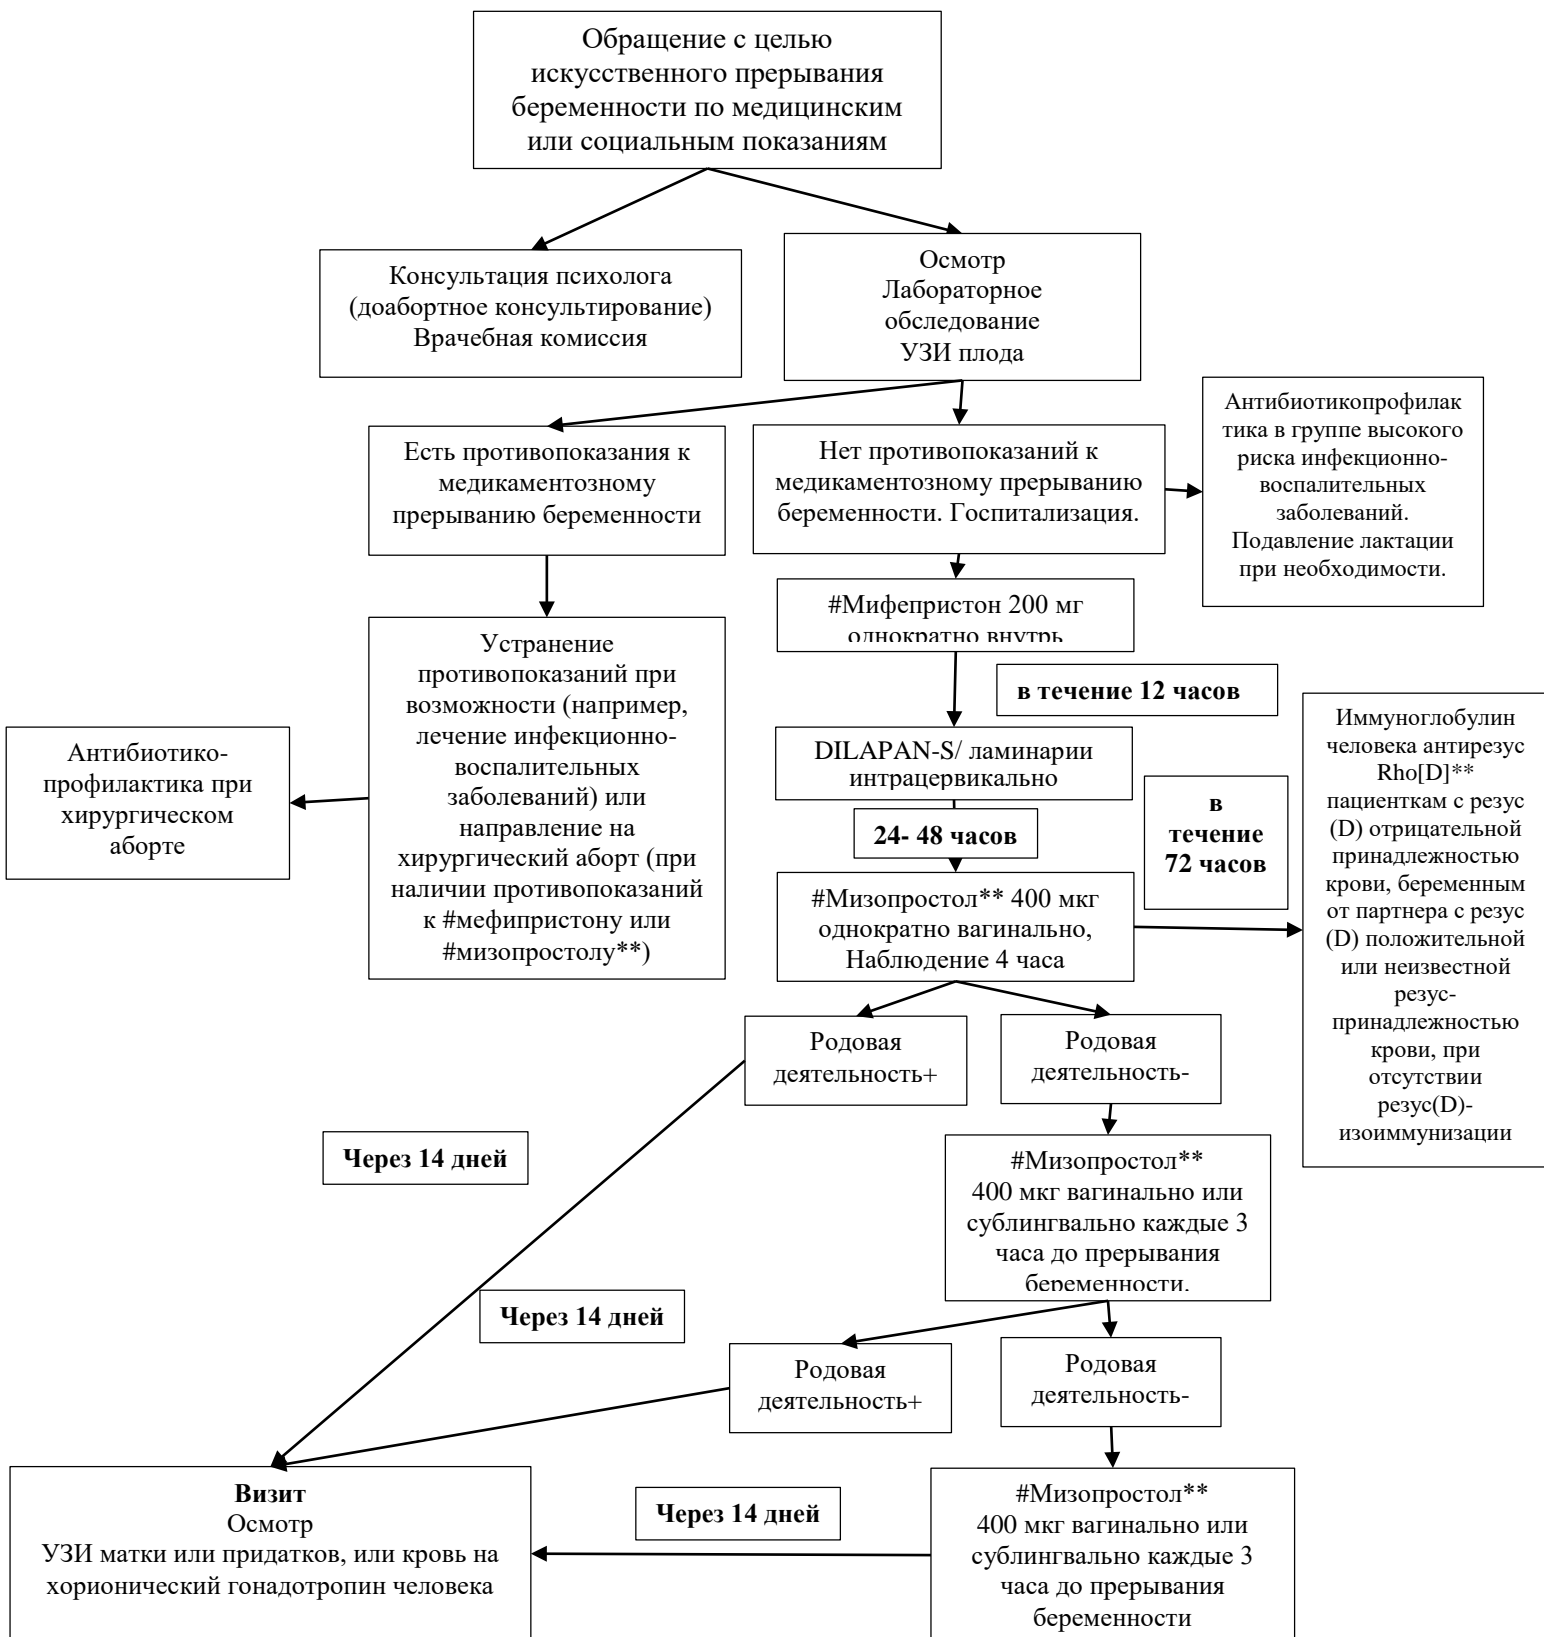 Обращение с целью
искусственного прерывания
беременности по медицинским
или социальным показаниям
Консультация психолога
(доабортное консультирование)
Врачебная комиссия
Осмотр
Лабораторное
обследование
УЗИ плода
Есть противопоказания к
медикаментозному
прерыванию беременности
Нет противопоказаний к
медикаментозному прерыванию
беременности. Госпитализация.
Антибиотикопрофилак
тика в группе высокого
риска инфекционно-
воспалительных
заболеваний.
Подавление лактации
при необходимости.
#Мифепристон 200 мг
однократно внутрь
Устранение
противопоказаний при
возможности (например,
лечение инфекционно-
воспалительных
заболеваний) или
направление на
хирургический аборт (при
наличии противопоказаний
к #мефипристону или
#мизопростолу**)
Антибиотико-
профилактика при
хирургическом
аборте
в течение 12 часов
DILAPAN-S/ ламинарии
интрацервикально
24- 48 часов
в
течение
72 часов
Иммуноглобулин
человека антирезус
Rho[D]**
пациенткам с резус
(D) отрицательной
принадлежностью
крови, беременным
от партнера с резус
(D) положительной
или неизвестной
резус-
принадлежностью
крови, при
отсутствии
резус(D)-
изоиммунизации
#Мизопростол** 400 мкг
однократно вагинально,
Наблюдение 4 часа
Родовая
деятельность+
Родовая
деятельность-
Через 14 дней
#Мизопростол**
400 мкг вагинально или
сублингвально каждые 3
часа до прерывания
беременности.
Через 14 дней
Родовая
деятельность+
Родовая
деятельность-
Визит
Осмотр
УЗИ матки или придатков, или кровь на
хорионический гонадотропин человека
Через 14 дней
#Мизопростол**
400 мкг вагинально или
сублингвально каждые 3
часа до прерывания
беременности